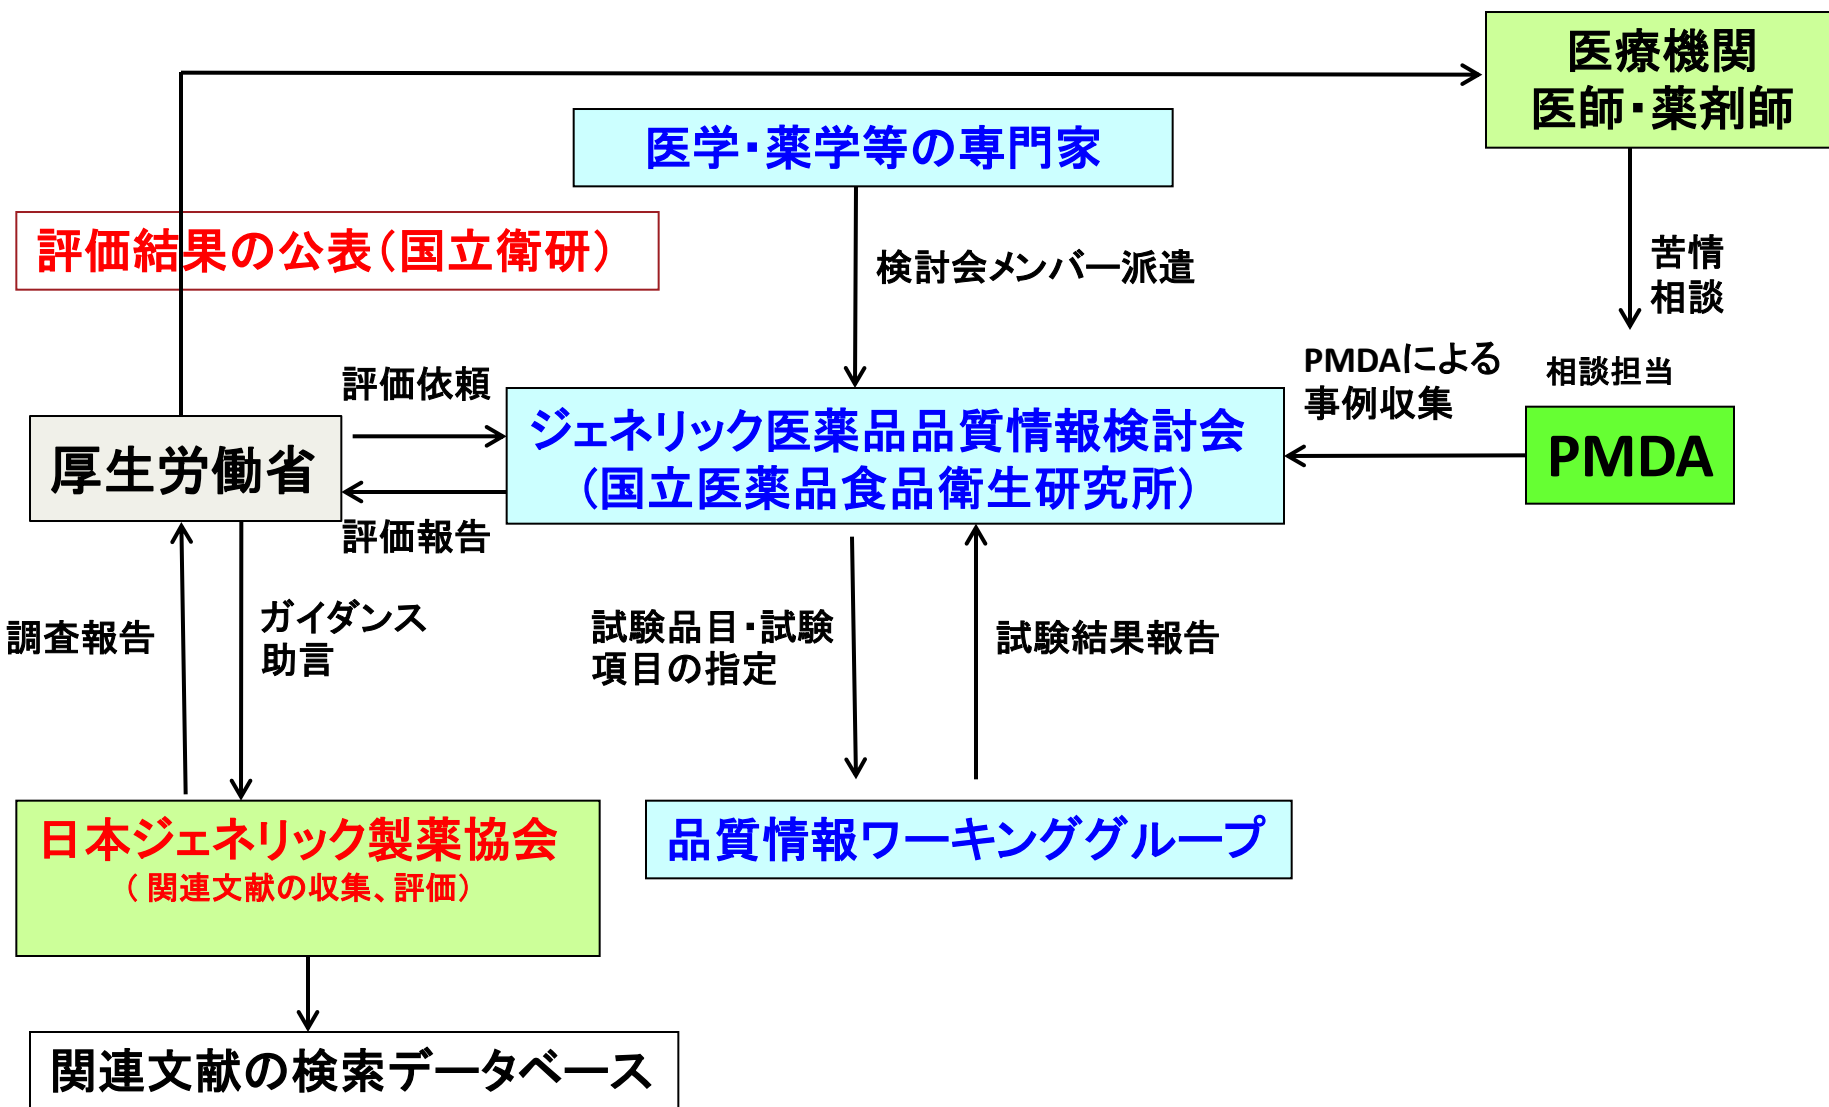 医療機関
医師・薬剤師
医学・薬学等の専門家
評価結果の公表（国立衛研）
検討会メンバー派遣
苦情
相談
評価依頼
PMDAによる
事例収集
相談担当
厚生労働省
ジェネリック医薬品品質情報検討会
（国立医薬品食品衛生研究所）
PMDA
評価報告
調査報告
ガイダンス
助言
試験品目・試験
項目の指定
試験結果報告
日本ジェネリック製薬協会
（ 関連文献の収集、評価）
品質情報ワーキンググループ
関連文献の検索データベース